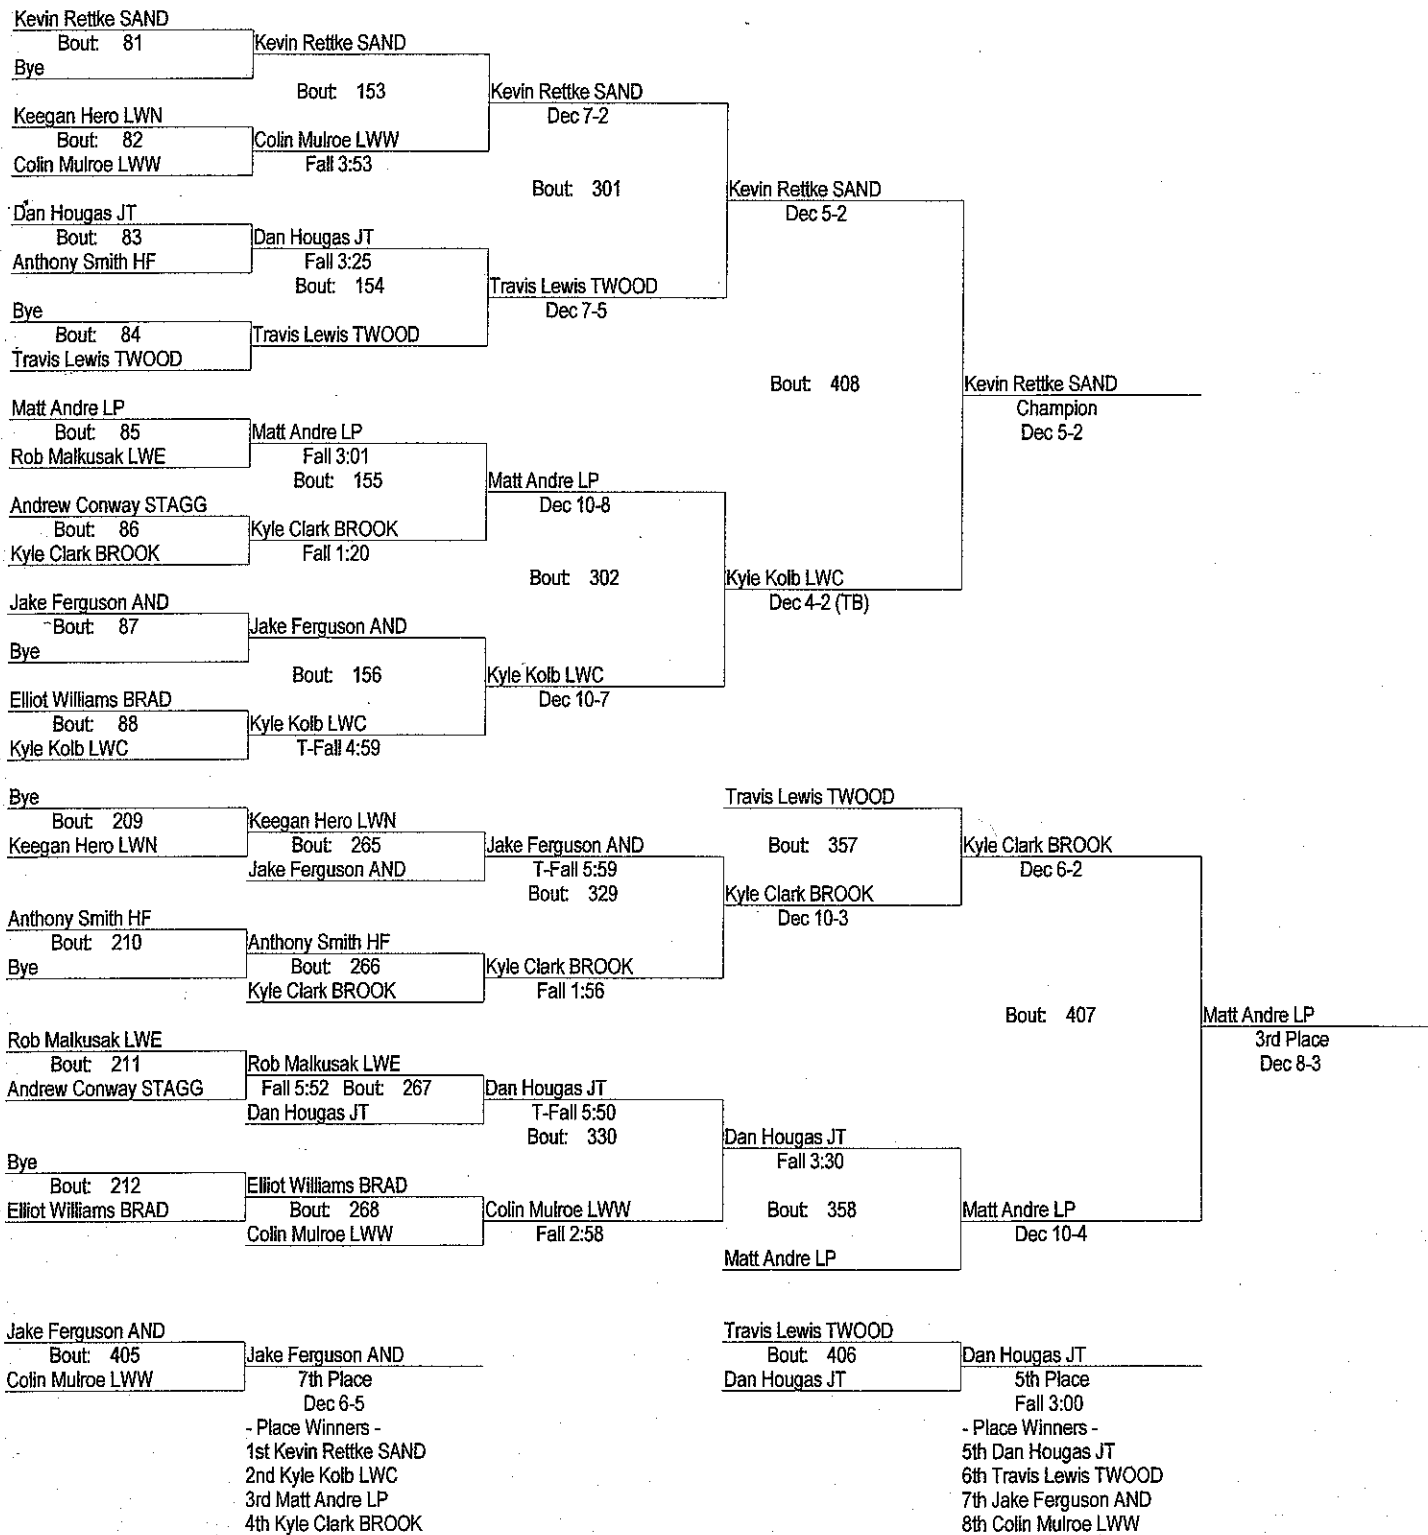 Kevin Rettke SAND
Bout: 81
Bye
Kevin Rettke SAND
Bout: 153
Keegan Hero LWN
Bout: 82
Colin Mulroe LWW
Colin Mulroe LWW
Fall 3:53
Kevin Rettke SAND
Dec 7-2
Bout: 301
Dan Hougas JT
Bout: 83
Anthony Smith HF
Dan Hougas JT
Fall 3:25
Bout: 154
Bye
Bout: 84
Travis Lewis TWOOD
Travis Lewis TWOOD
Travis Lewis TWOOD
Dec 7-5
Kevin Rettke SAND
Dec 5-2
Bout: 408
Kevin Rettke SAND
Champion
Dec 5-2
Matt Andre LP
Bout: 85
Rob Malkusak LWE
Matt Andre LP
Fall 3:01
Bout: 155
Andrew Conway STAGG
Bout: 86
Kyle Clark BROOK
Kyle Clark BROOK
Fall 1:20
Matt Andre LP
Dec 10-8
Bout: 302
Jake Ferguson AND
Bout: 87
Bye
Jake Ferguson AND
Bout: 156
Elliot Williams BRAD
Bout: 88
Kyle Kolb LWC
Kyle Kolb LWC
T-Fall 4:59
Kyle Kolb LWC
Dec 10-7
Kyle Kolb LWC
Dec 4-2 (TB)
Bye
Bout: 209
Keegan Hero LWN
Keegan Hero LWN
Bout: 265
Jake Ferguson AND
Jake Ferguson AND
T-Fall 5:59
Bout: 329
Anthony Smith HF
Bout: 210
Bye
Anthony Smith HF
Bout: 266
Kyle Clark BROOK
Kyle Clark BROOK
Fall 1:56
Travis Lewis TWOOD
Bout: 357
Kyle Clark BROOK
Dec 10-3
Kyle Clark BROOK
Dec 6-2
Bout: 407
Matt Andre LP
3rd Place
Dec 8-3
Rob Malkusak LWE
Bout: 211
Andrew Conway STAGG
Rob Malkusak LWE
Fall 5:52 Bout: 267
Dan Hougas JT
Dan Hougas JT
T-Fall 5:50
Bout: 330
Bye
Bout: 212
Elliot Williams BRAD
Elliot Williams BRAD
Bout: 268
Colin Mulroe LWW
Colin Mulroe LWW
Fall 2:58
Dan Hougas JT
Fall 3:30
Bout: 358
Matt Andre LP
Matt Andre LP
Dec 10-4
Jake Ferguson AND
Bout: 405
Colin Mulroe LWW
Jake Ferguson AND
7th Place
Dec 6-5
- Place Winners -
1st Kevin Rettke SAND
2nd Kyle Kolb LWC
3rd Matt Andre LP
4th Kyle Clark BROOK
Travis Lewis TWOOD
Bout: 406
Dan Hougas JT
Dan Hougas JT
5th Place
Fall 3:00
- Place Winners -
5th Dan Hougas JT
6th Travis Lewis TWOOD
7th Jake Ferguson AND
8th Colin Mulroe LWW